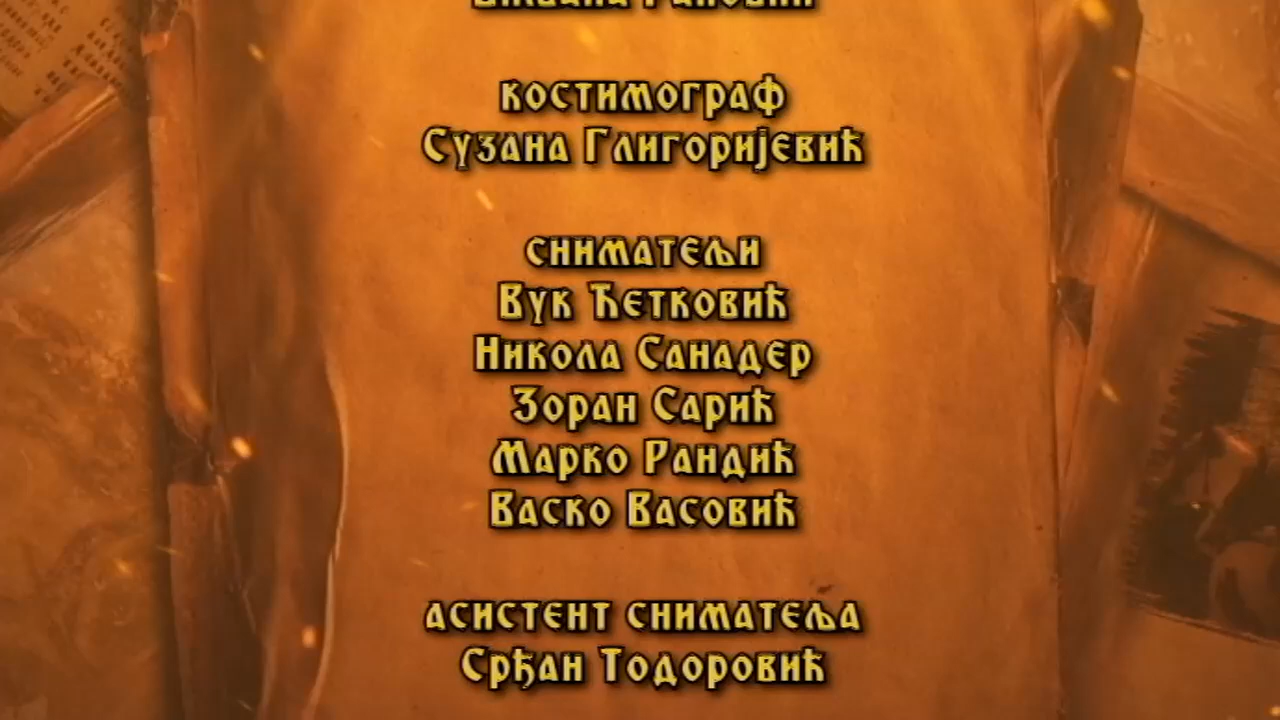 костимограф
Сузана Глигоријевић
сниматељи
Вук Ћетковић
Никола Санадер
Зоран Сарић
Марко Рандић
Васко Васовић
асистент сниматеља
Срђан Тодоровић